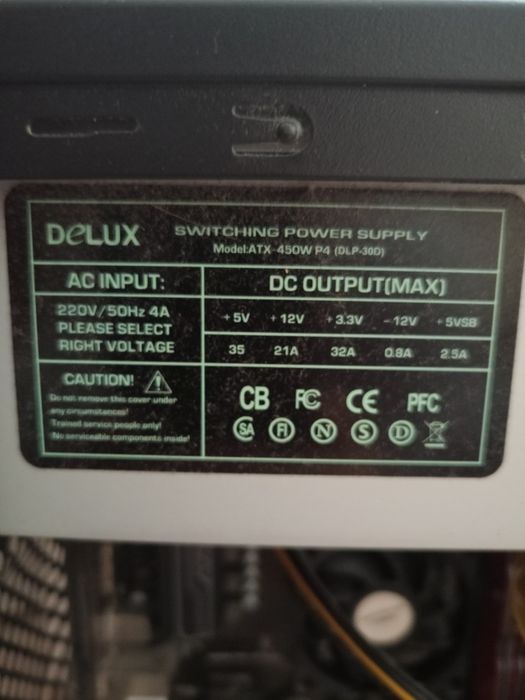 DeLUX
SWITCHING POWER SUPPLY
Model:ATX-450W P4 (DLP-30D)
AC INPUT:
220V/50Hz 4A
PLEASE SELECT
RIGHT VOLTAGE
DC OUTPUT(MAX)
+5V +12V +3.3V -12V +5VSB
35 21A 32A 0.8A 2.5A
CAUTION!
Do not remove this cover under
any circumstances!
Trained service people only!
No serviceable components inside!
CB FC CE PFC
SA FI N S D